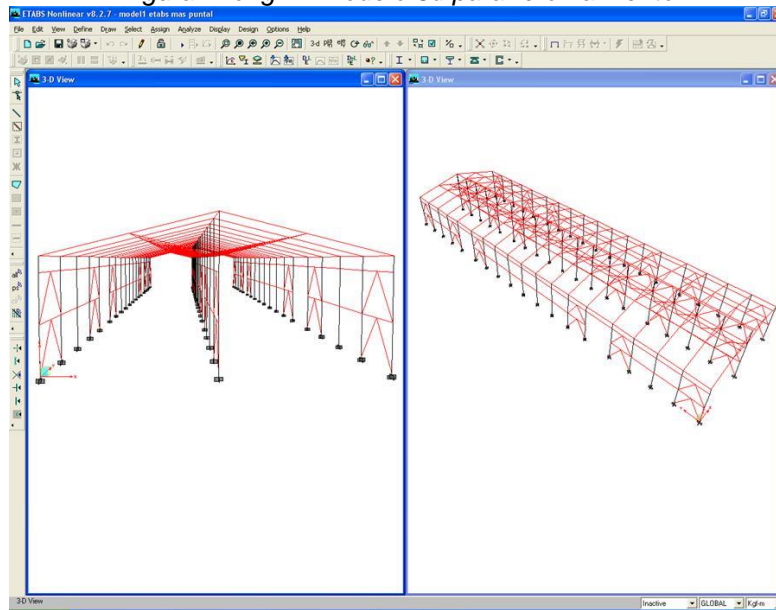 ETABS Nonlinear v8.2.7 - model1 etabs mas puntal
File Edit View Define Draw Select Assign Analyze Display Design Options Help
3-d
3-D View
3-D View
X
3-D View
Inactive
GLOBAL
Kgf-m